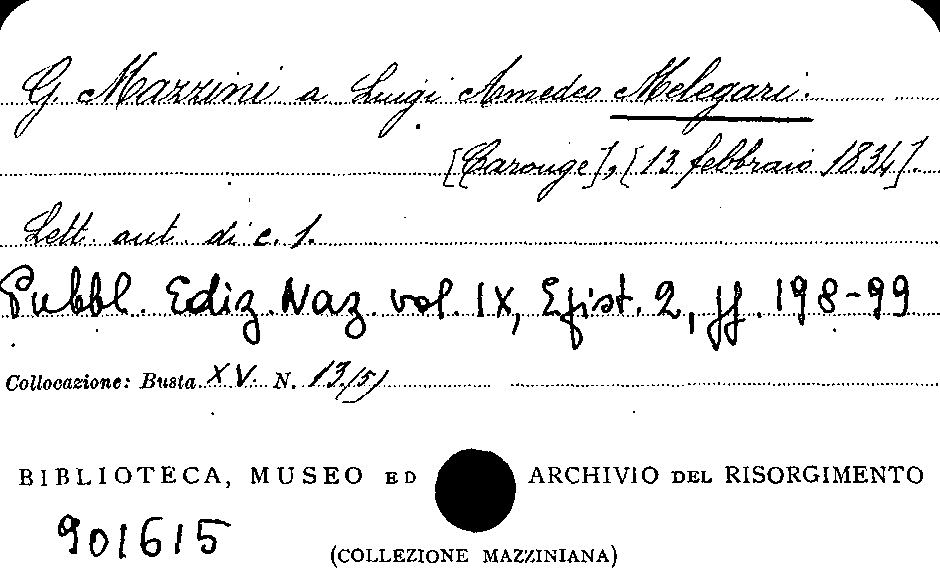 G. Mazzini a Luigi Amedeo Melegari.
[Carouge], [13 febbraio 1834].
Lett. aut. di c. 1.
Pubbl. Ediz. Naz. vol. IX, Epist. 2, pp. 198-99
Collocazione: Busta XV. N. 13/5)
BIBLIOTECA, MUSEO ED ARCHIVIO DEL RISORGIMENTO
901615
(COLLEZIONE MAZZINIANA)